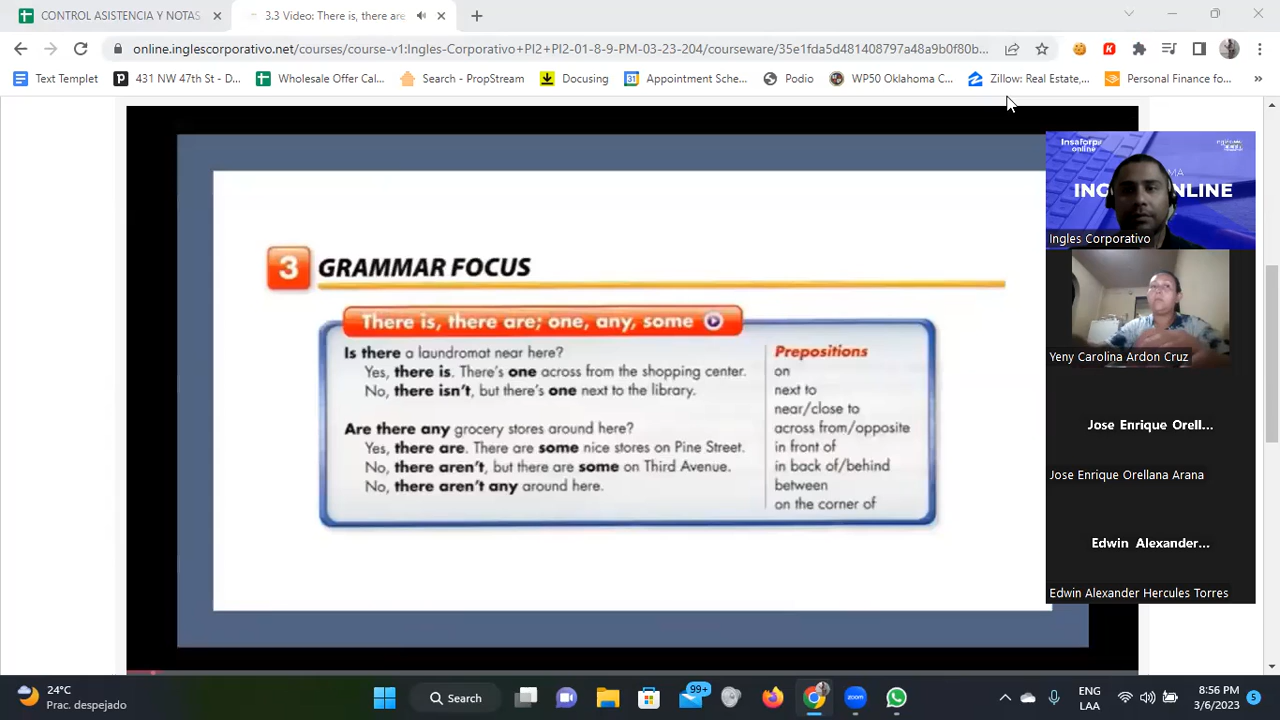 CONTROL ASISTENCIA Y NOTAS
3.3 Video: There is, there are
online.inglescorporativo.net/courses/course-v1:Ingles-Corporativo+PI2+PI2-01-8-9-PM-03-23-204/courseware/35e1fda5d481408797a48a9b0f80b...
Text Templet
431 NW 47th St - D...
Wholesale Offer Cal...
Search - PropStream
Docusing
Appointment Sche...
Podio
WP50 Oklahoma C...
Zillow: Real Estate,...
Personal Finance fo...
3 GRAMMAR FOCUS
There is, there are; one, any, some
Is there a laundromat near here?
Yes, there is. There's one across from the shopping center.
No, there isn't, but there's one next to the library.
Are there any grocery stores around here?
Yes, there are. There are some nice stores on Pine Street.
No, there aren't, but there are some on Third Avenue.
No, there aren't any around here.
Prepositions
on
next to
near/close to
across from/opposite
in front of
in back of/behind
between
on the corner of
Insaforp
online
Ingles Corporativo
Yeny Carolina Ardon Cruz
Jose Enrique Orell...
Jose Enrique Orellana Arana
Edwin Alexander...
Edwin Alexander Hercules Torres
24°C
Prac. despejado
Search
99+
zoom
ENG
LAA
8:56 PM
3/6/2023
5